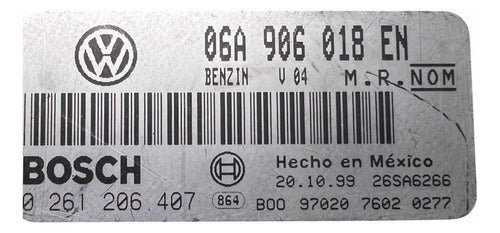 06A 906 018 EN
BENZIN V 04 M.R.NOM
BOSCH
Hecho en México
20.10.99 26SA6266
0 261 206 407 864 B00 97020 7602 0277